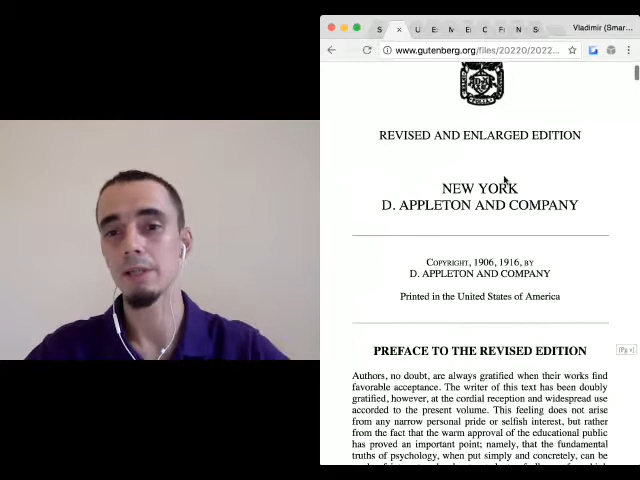 S × U E M E C F N S Vladimir (Smar...
www.gutenberg.org/files/20220/2022...
REVISED AND ENLARGED EDITION
NEW YORK
D. APPLETON AND COMPANY
Copyright, 1906, 1916, by
D. APPLETON AND COMPANY
Printed in the United States of America
PREFACE TO THE REVISED EDITION
[Pg v]
Authors, no doubt, are always gratified when their works find
favorable acceptance. The writer of this text has been doubly
gratified, however, at the cordial reception and widespread use
accorded to the present volume. This feeling does not arise
from any narrow personal pride or selfish interest, but rather
from the fact that the warm approval of the educational public
has proved an important point; namely, that the fundamental
truths of psychology, when put simply and concretely, can be